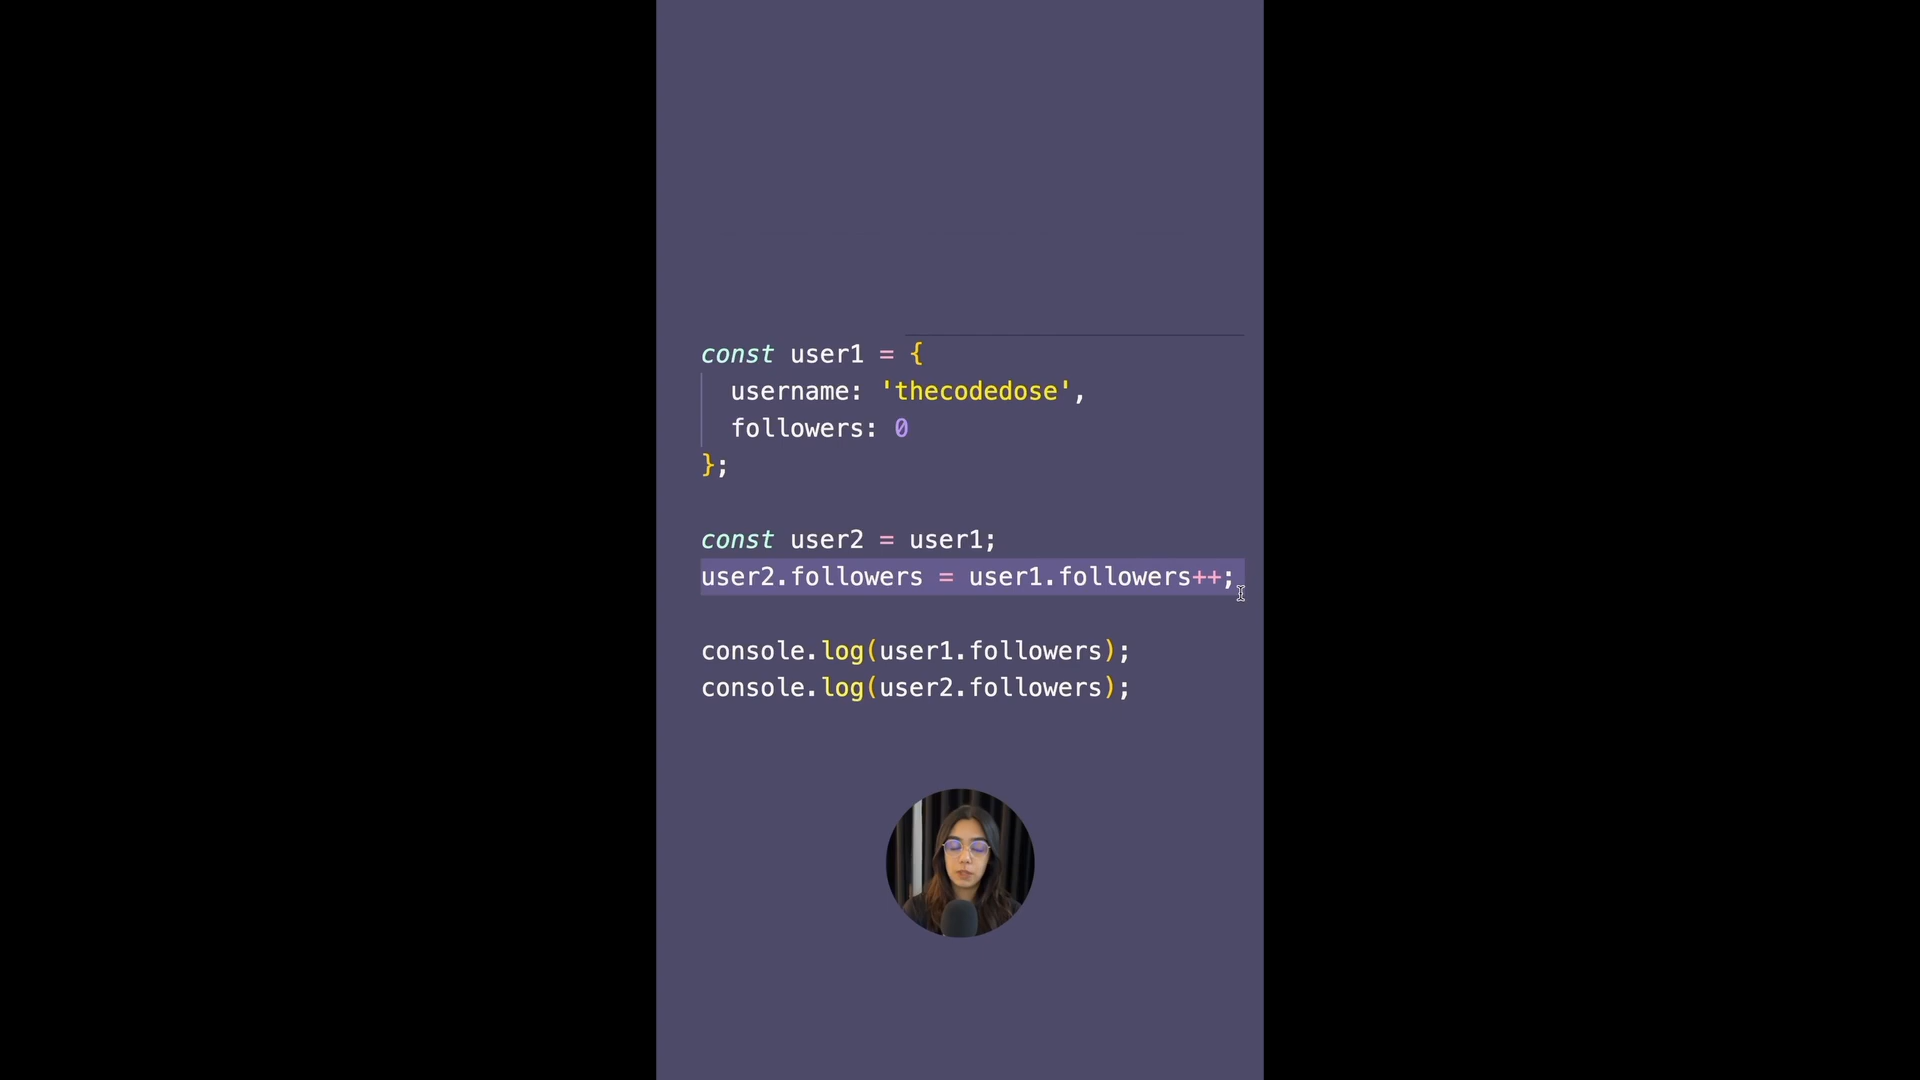 const user1 = {
username: 'thecodedose',
followers: 0
};
const user2 = user1;
user2.followers = user1.followers++;
console.log(user1.followers);
console.log(user2.followers);